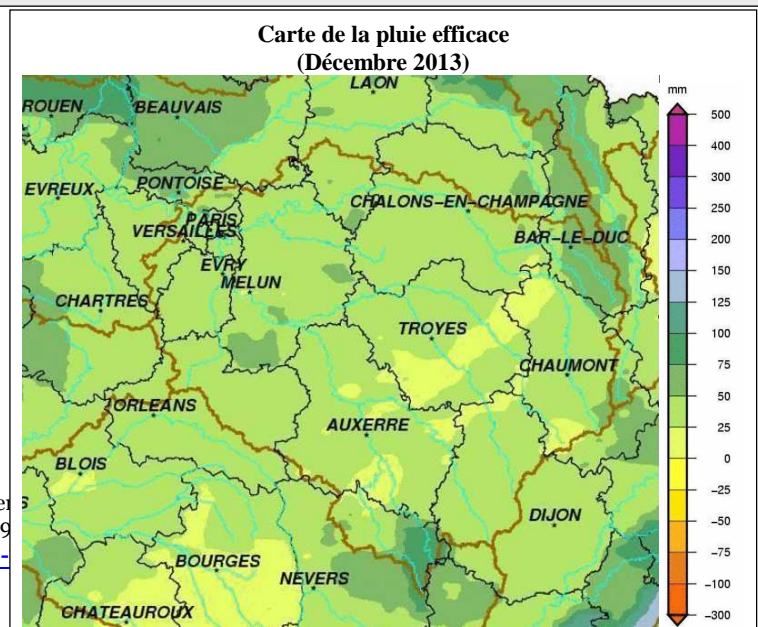 Carte de la pluie efficace
(Décembre 2013)
LAON
mm
ROUEN
BEAUVAIS
500
400
EVREUX
PONTOISE
300
CHALONS-EN-CHAMPAGNE
PARIS
VERSAILLES
250
BAR-LE-DUC
200
EVRY
MELUN
150
CHARTRES
125
TROYES
100
CHAUMONT
75
50
ORLEANS
AUXERRE
25
BLOIS
0
-25
DIJON
-50
BOURGES
-75
NEVERS
-100
CHATEAUROUX
-300